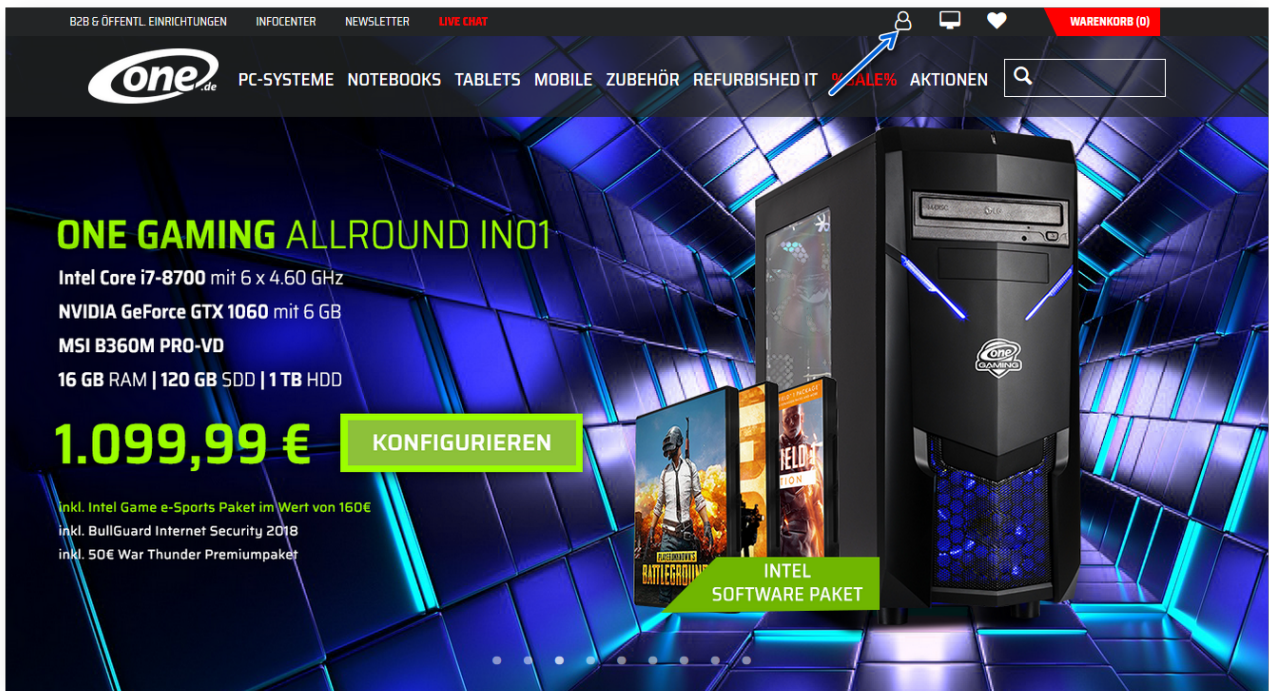 B2B & ÖFFENTL. EINRICHTUNGEN INFOCENTER NEWSLETTER LIVE CHAT WARENKORB (0)
one.de PC-SYSTEME NOTEBOOKS TABLETS MOBILE ZUBEHÖR REFURBISHED IT %SALE% AKTIONEN
ONE GAMING ALLROUND IN01
Intel Core i7-8700 mit 6 x 4.60 GHz
NVIDIA GeForce GTX 1060 mit 6 GB
MSI B360M PRO-VD
16 GB RAM | 120 GB SDD | 1 TB HDD
1.099,99 € KONFIGURIEREN
inkl. Intel Game e-Sports Paket im Wert von 160€
inkl. BullGuard Internet Security 2018
inkl. 50€ War Thunder Premiumpaket
one
GAMING
PLAYERUNKNOWN'S
INTEL
SOFTWARE PAKET